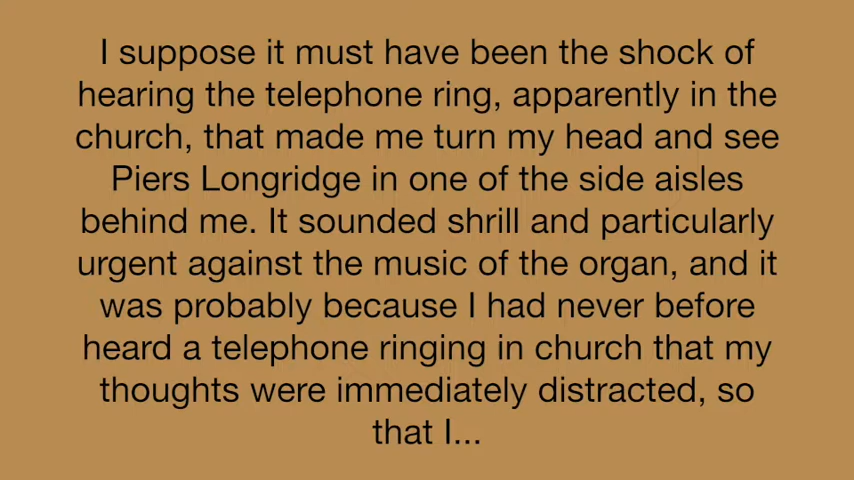 I suppose it must have been the shock of
hearing the telephone ring, apparently in the
church, that made me turn my head and see
Piers Longridge in one of the side aisles
behind me. It sounded shrill and particularly
urgent against the music of the organ, and it
was probably because I had never before
heard a telephone ringing in church that my
thoughts were immediately distracted, so
that I...